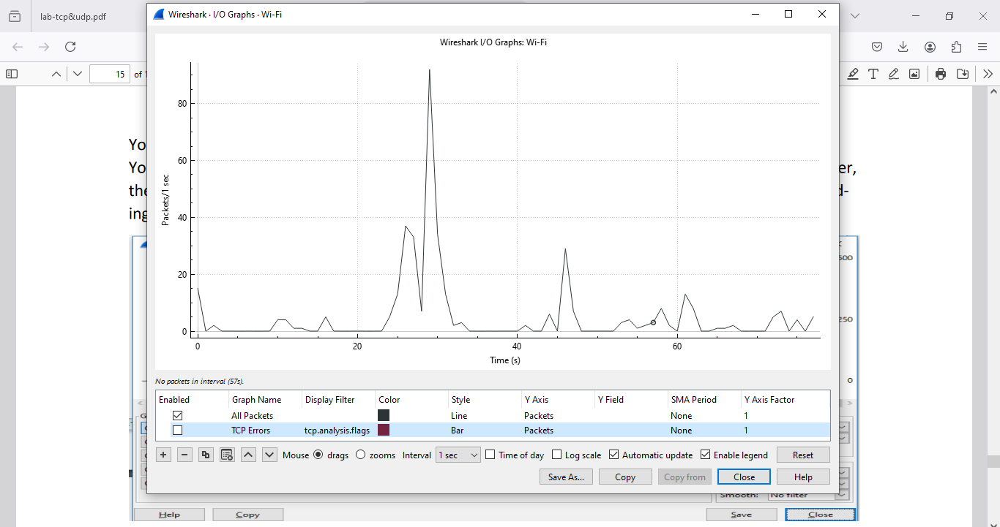 lab-tcp&udp.pdf
Wireshark · I/O Graphs · Wi-Fi
15 of 1
Yo
Yo er,
the d-
ing
Wireshark I/O Graphs: Wi-Fi
Packets/1 sec
80
60
40
20
0
0 20 40 60
Time (s)
500
250
0
No packets in interval (57s).
Enabled Graph Name Display Filter Color Style Y Axis Y Field SMA Period Y Axis Factor
All Packets Line Packets None 1
TCP Errors tcp.analysis.flags Bar Packets None 1
Mouse drags zooms Interval 1 sec Time of day Log scale Automatic update Enable legend Reset
Save As... Copy Copy from Close Help
Smooth: No filter
Help Copy Save Close